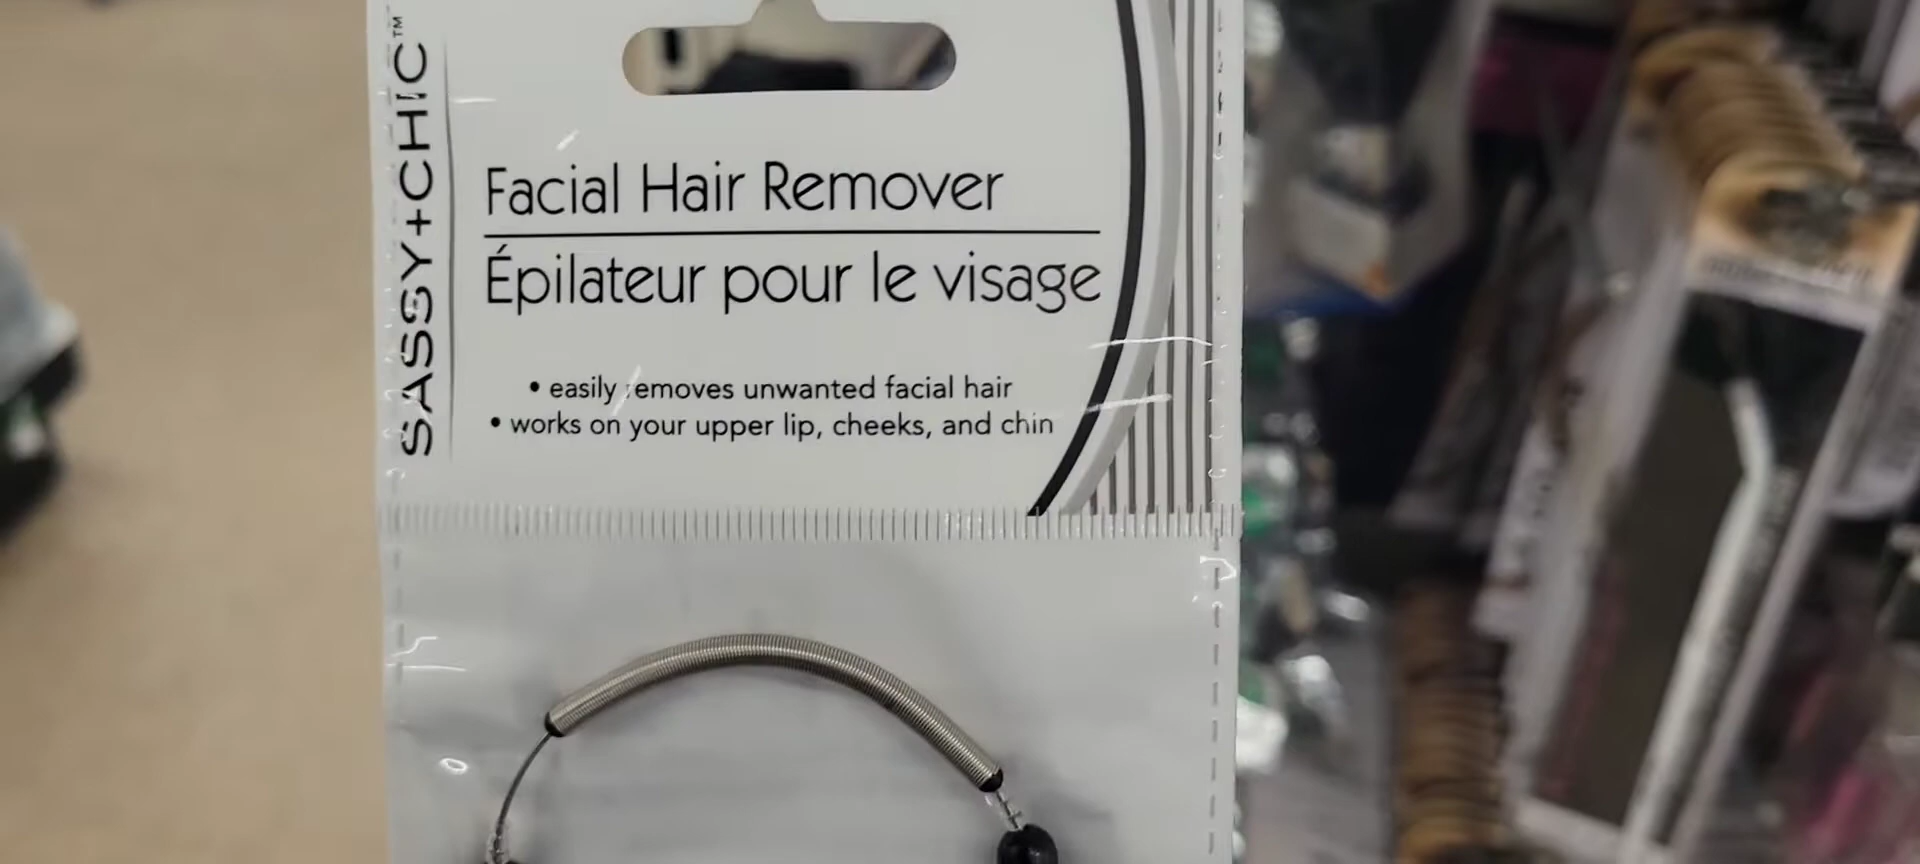 SASSY+CHIC™
Facial Hair Remover
Épilateur pour le visage
• easily removes unwanted facial hair
• works on your upper lip, cheeks, and chin